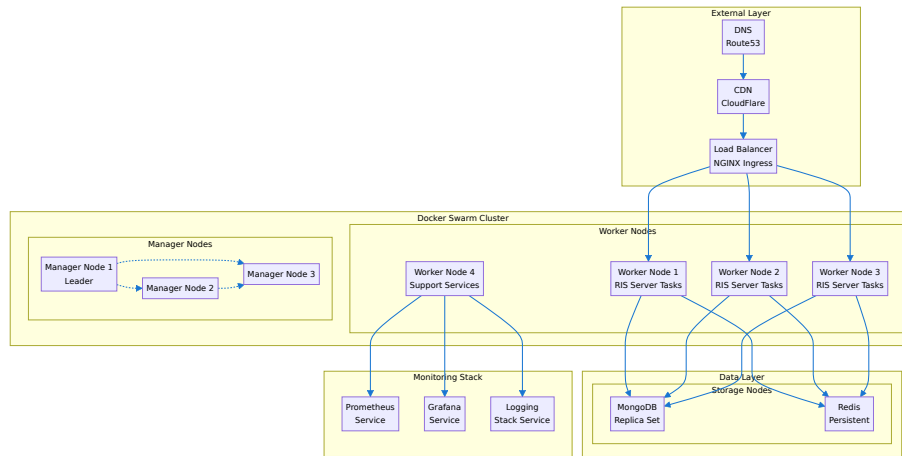 External Layer
DNS
Route53
CDN
CloudFlare
Load Balancer
NGINX Ingress
Docker Swarm Cluster
Manager Nodes
Manager Node 1
Leader
Manager Node 2
Manager Node 3
Worker Nodes
Worker Node 4
Support Services
Worker Node 1
RIS Server Tasks
Worker Node 2
RIS Server Tasks
Worker Node 3
RIS Server Tasks
Monitoring Stack
Prometheus
Service
Grafana
Service
Logging
Stack Service
Data Layer
Storage Nodes
MongoDB
Replica Set
Redis
Persistent